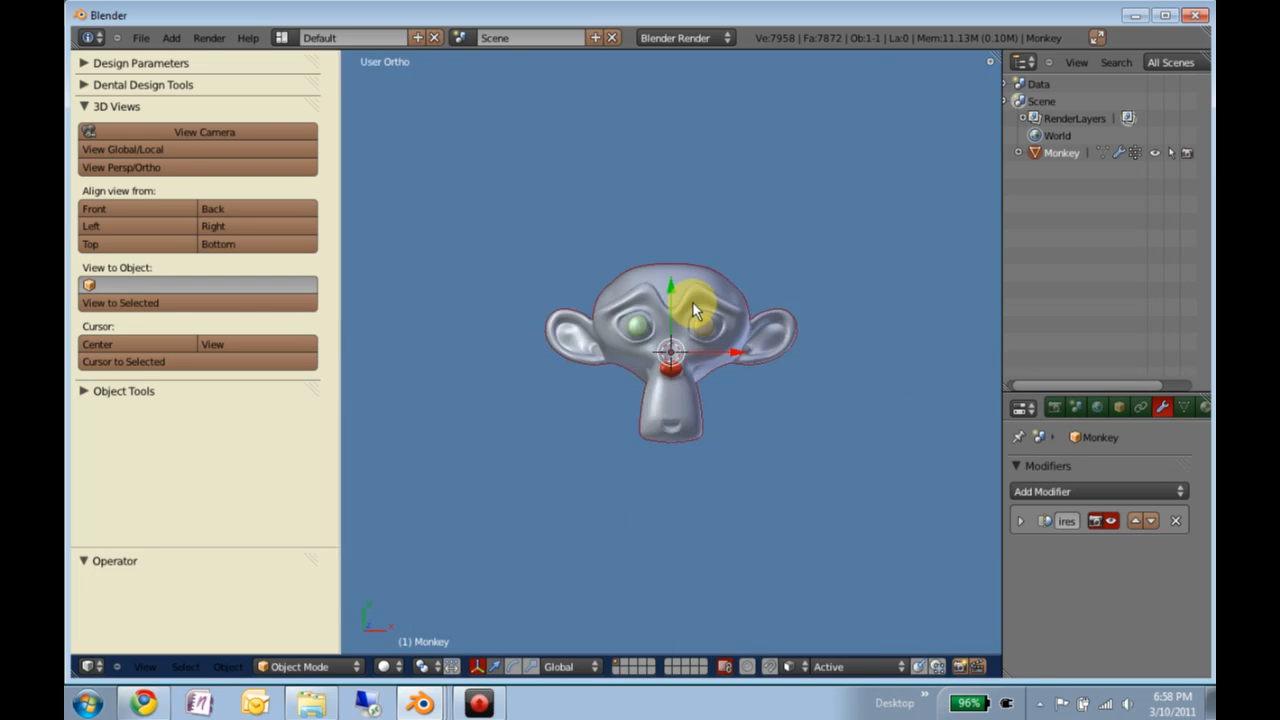 Blender
File Add Render Help Default Scene Blender Render Ve:7958 | Fa:7872 | Ob:1-1 | La:0 | Mem:11.13M (0.10M) | Monkey
Design Parameters
Dental Design Tools
3D Views
View Camera
View Global/Local
View Persp/Ortho
Align view from:
Front Back
Left Right
Top Bottom
View to Object:
View to Selected
Cursor:
Center View
Cursor to Selected
Object Tools
Operator
User Ortho
(1) Monkey
View Select Object Object Mode Global Active
View Search All Scenes
Data
Scene
RenderLayers
World
Monkey
Monkey
Modifiers
Add Modifier
ires
Desktop 96% 6:58 PM
3/10/2011